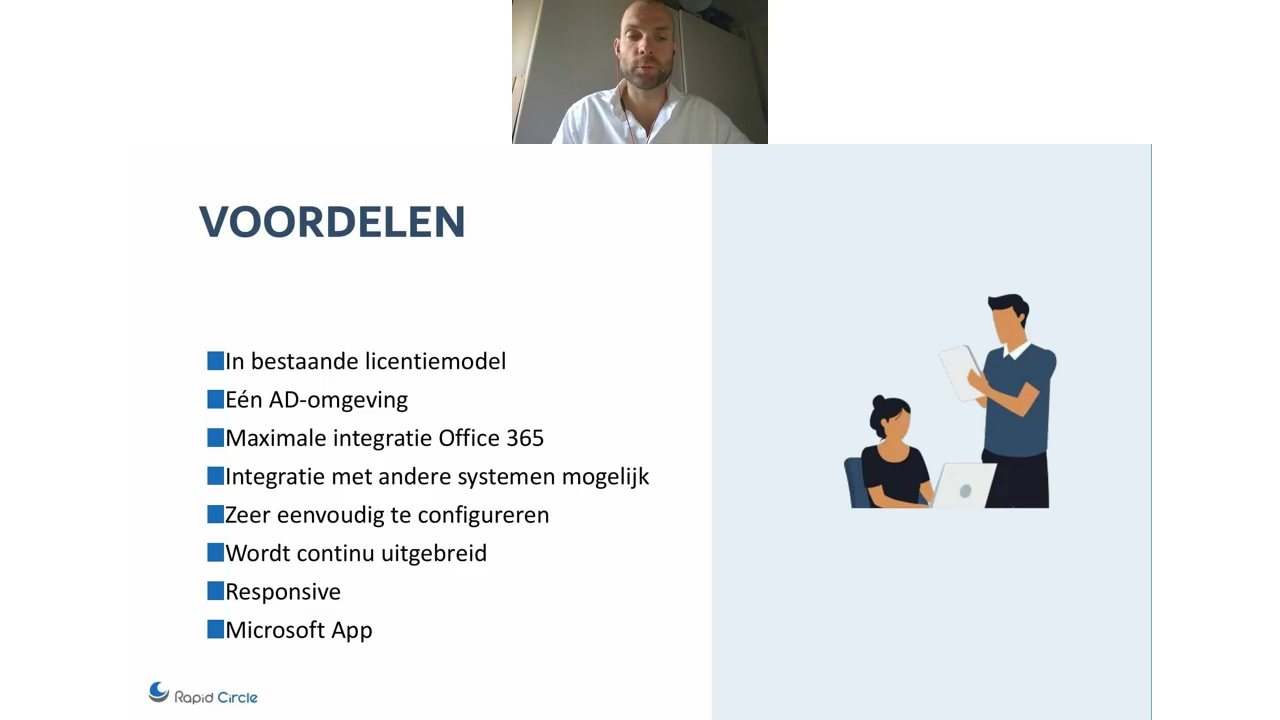 VOORDELEN
In bestaande licentiemodel
Eén AD-omgeving
Maximale integratie Office 365
Integratie met andere systemen mogelijk
Zeer eenvoudig te configureren
Wordt continu uitgebreid
Responsive
Microsoft App
Rapid Circle